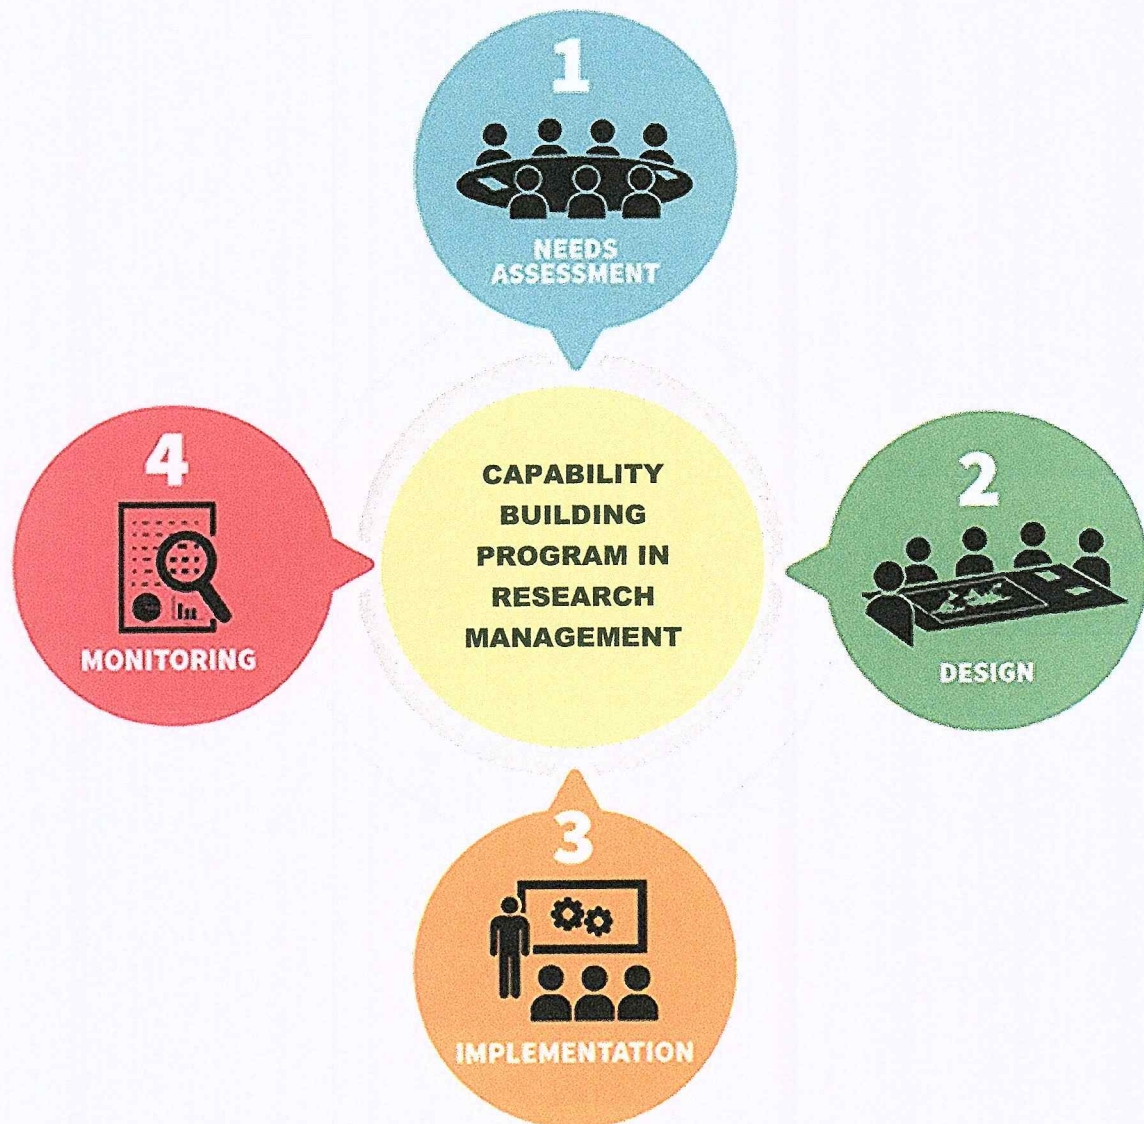 1
NEEDS
ASSESSMENT
2
DESIGN
3
IMPLEMENTATION
4
MONITORING
CAPABILITY
BUILDING
PROGRAM IN
RESEARCH
MANAGEMENT